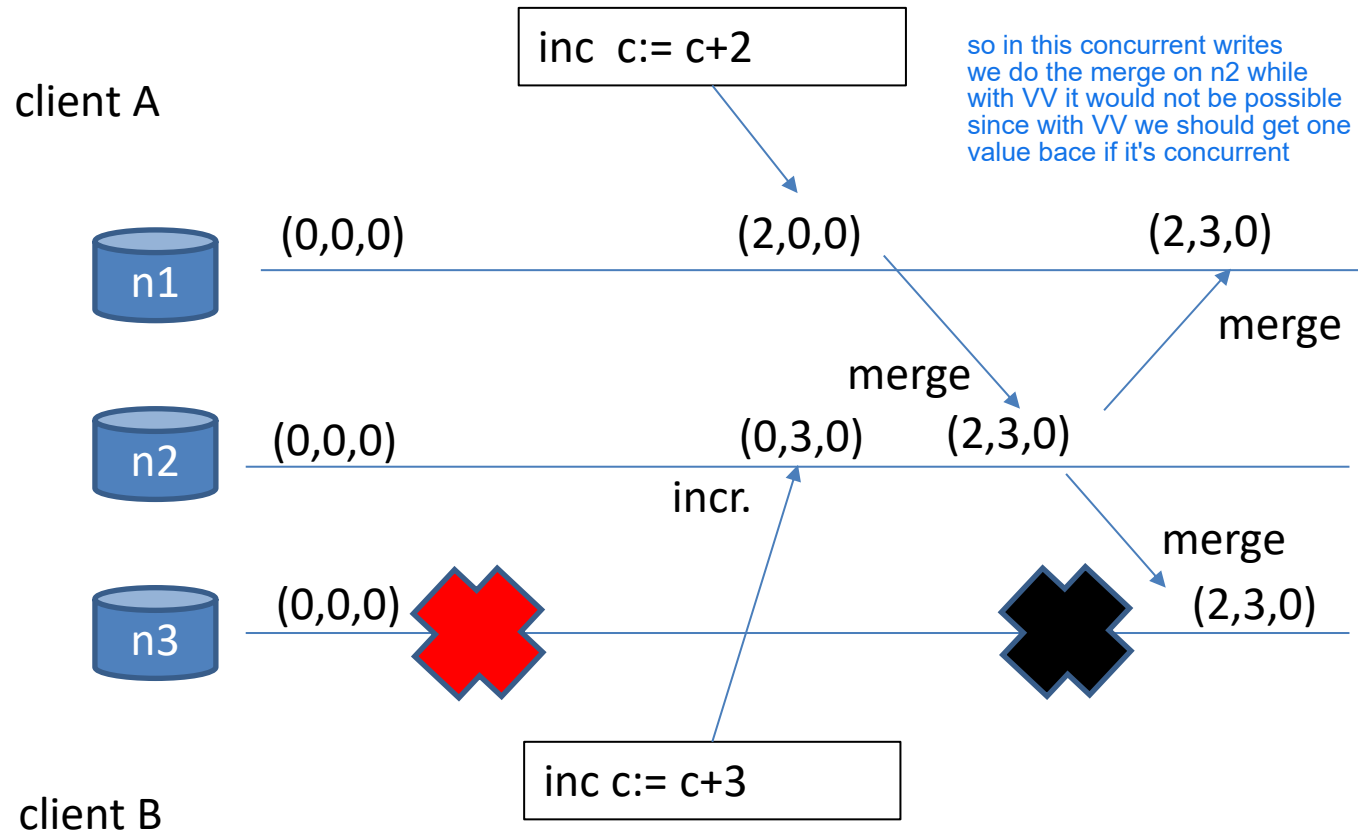 inc c:= c+2
so in this concurrent writes
we do the merge on n2 while
with VV it would not be possible
since with VV we should get one
value bace if it's concurrent
client A
(0,0,0)
(2,0,0)
(2,3,0)
n1
merge
merge
(0,0,0)
(0,3,0)
(2,3,0)
n2
incr.
merge
(0,0,0)
(2,3,0)
n3
inc c:= c+3
client B